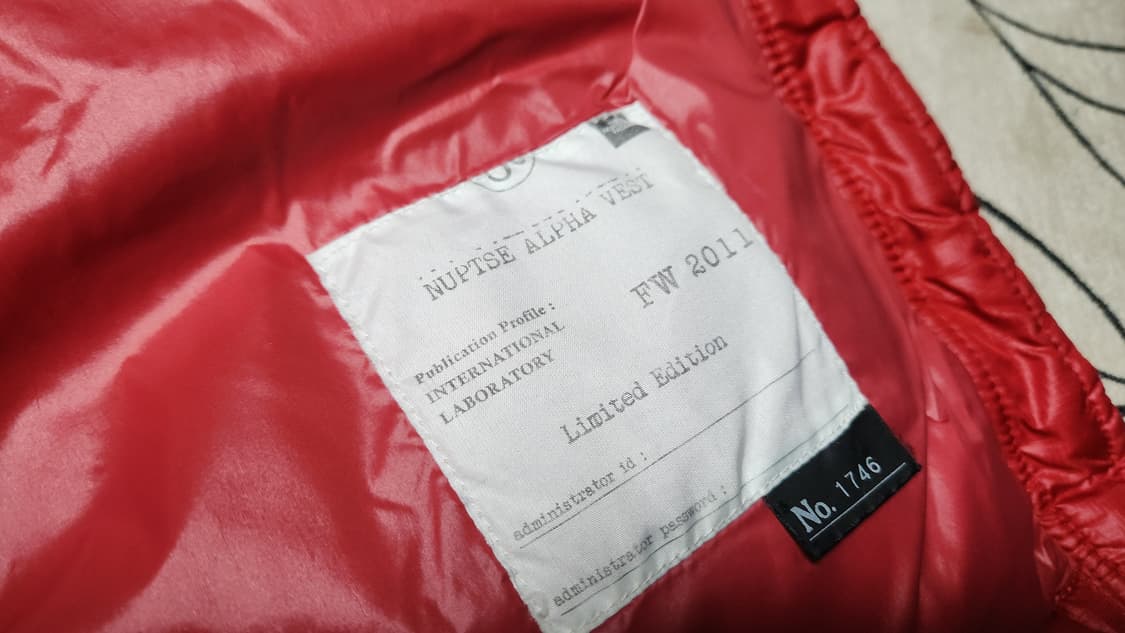 NUPTSE ALPHA VEST
FW 2011
Publication Profile :
INTERNATIONAL
LABORATORY
Limited Edition
administrator id :
administrator password :
No. 1746